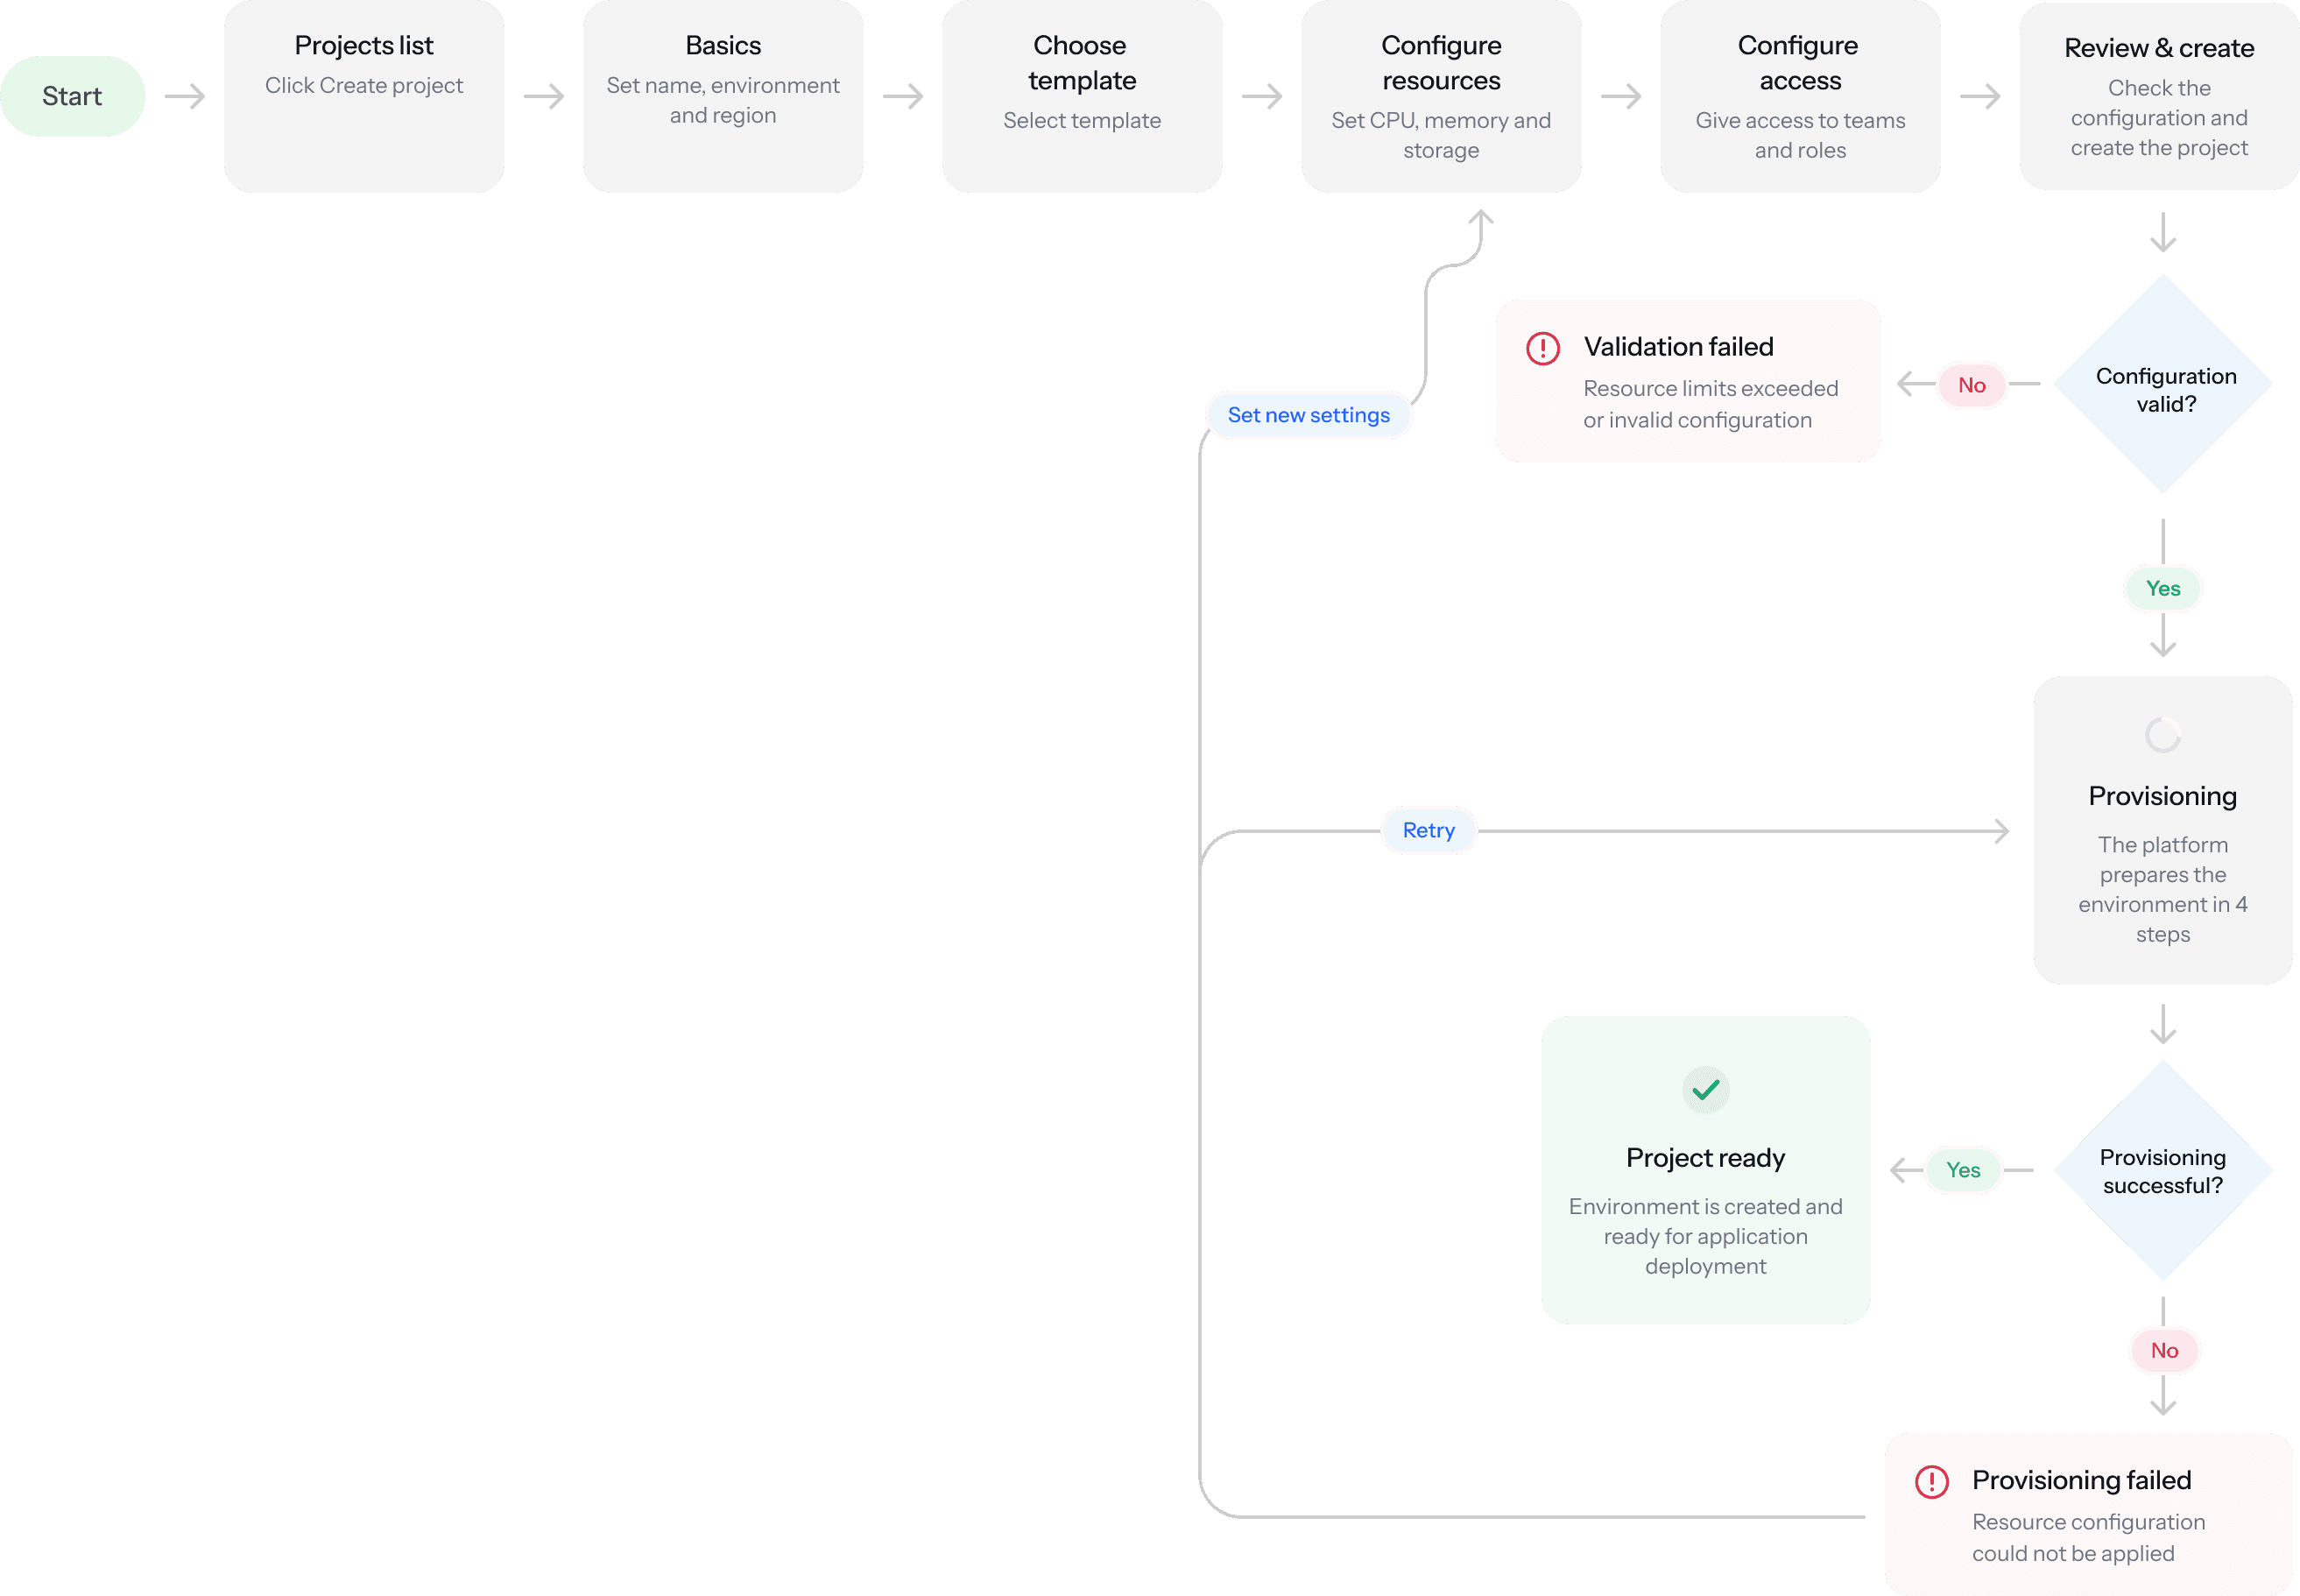 Start
Projects list
Click Create project
Basics
Set name, environment
and region
Choose
template
Select template
Configure
resources
Set CPU, memory and
storage
Configure
access
Give access to teams
and roles
Review & create
Check the
configuration and
create the project
Configuration
valid?
No
Validation failed
Resource limits exceeded
or invalid configuration
Set new settings
Yes
Provisioning
The platform
prepares the
environment in 4
steps
Retry
Provisioning
successful?
Yes
Project ready
Environment is created and
ready for application
deployment
No
Provisioning failed
Resource configuration
could not be applied